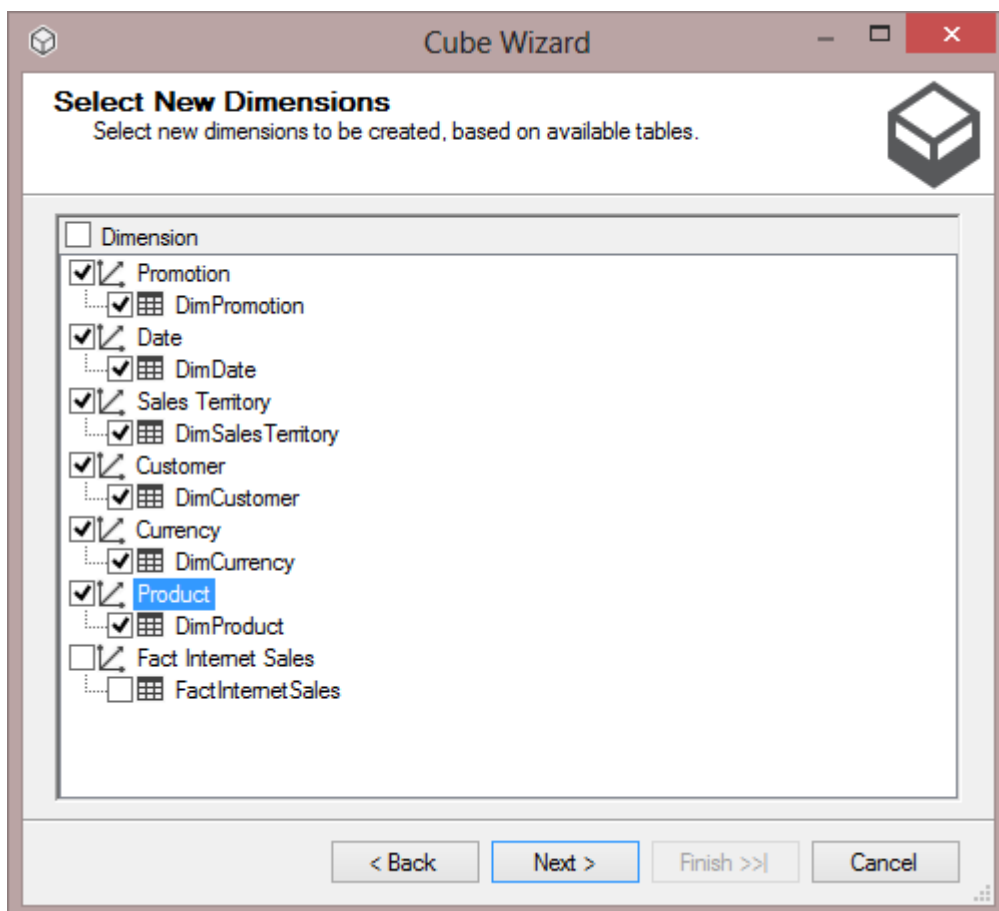 Cube Wizard
Select New Dimensions
Select new dimensions to be created, based on available tables.
Dimension
Promotion
DimPromotion
Date
DimDate
Sales Territory
DimSalesTerritory
Customer
DimCustomer
Currency
DimCurrency
Product
DimProduct
Fact Internet Sales
FactInternetSales
< Back Next > Finish >>| Cancel